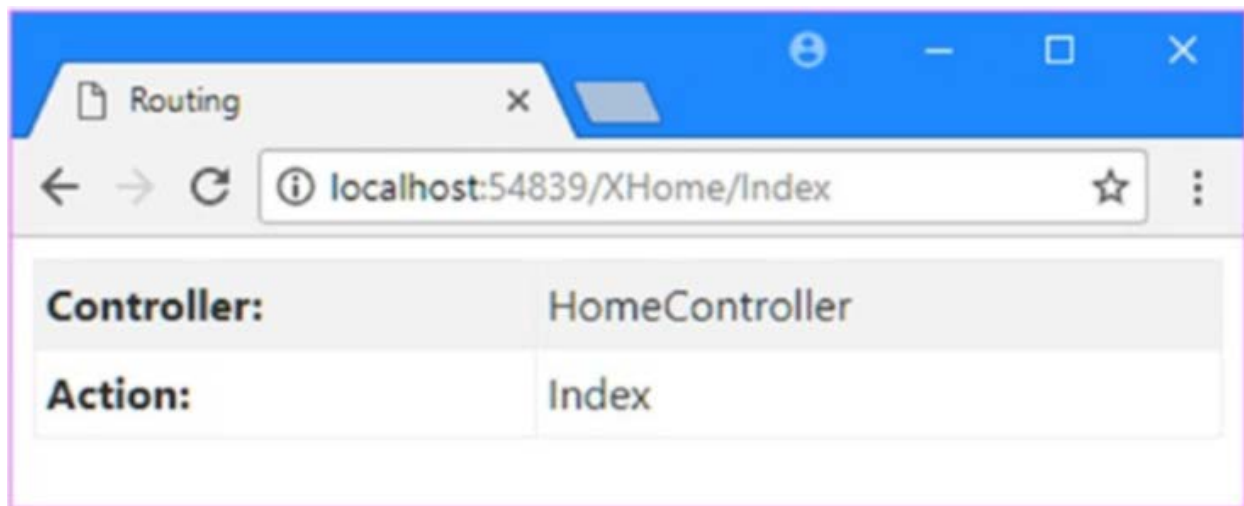 Routing
localhost:54839/XHome/Index
Controller: HomeController
Action: Index